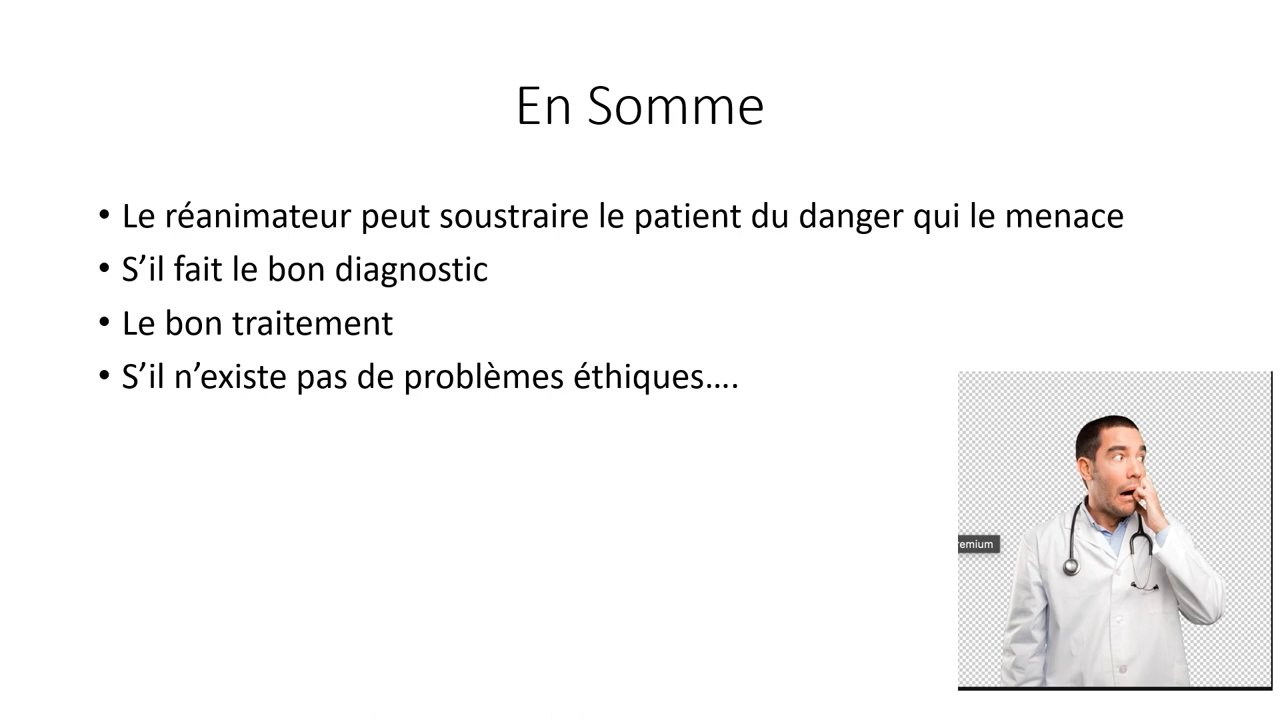 En Somme
• Le réanimateur peut soustraire le patient du danger qui le menace
• S’il fait le bon diagnostic
• Le bon traitement
• S’il n’existe pas de problèmes éthiques….
remium